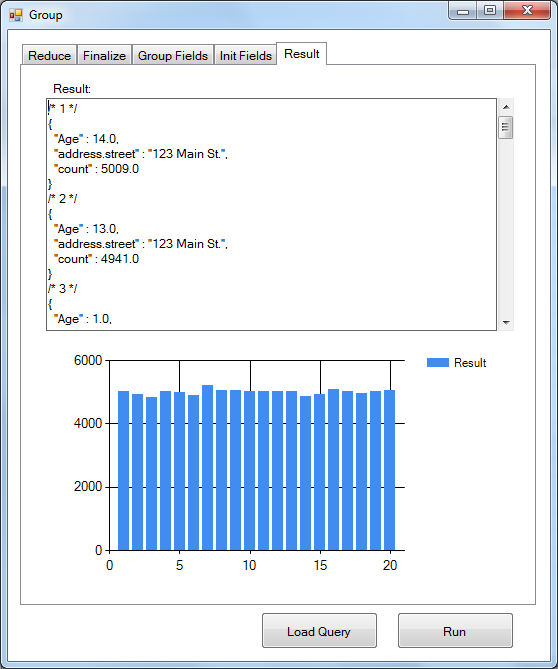 Group
Reduce Finalize Group Fields Init Fields Result
Result:
/* 1 */
{
"Age" : 14.0,
"address.street" : "123 Main St.",
"count" : 5009.0
}
/* 2 */
{
"Age" : 13.0,
"address.street" : "123 Main St.",
"count" : 4941.0
}
/* 3 */
{
"Age" : 1.0,
6000
Result
4000
2000
0
0 5 10 15 20
Load Query Run